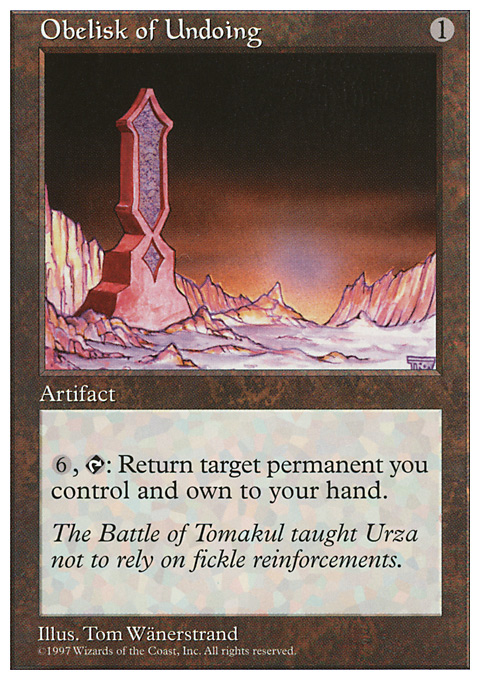 Obelisk of Undoing 1
Artifact
6, : Return target permanent you
control and own to your hand.
The Battle of Tomakul taught Urza
not to rely on fickle reinforcements.
Illus. Tom Wänerstrand
©1997 Wizards of the Coast, Inc. All rights reserved.